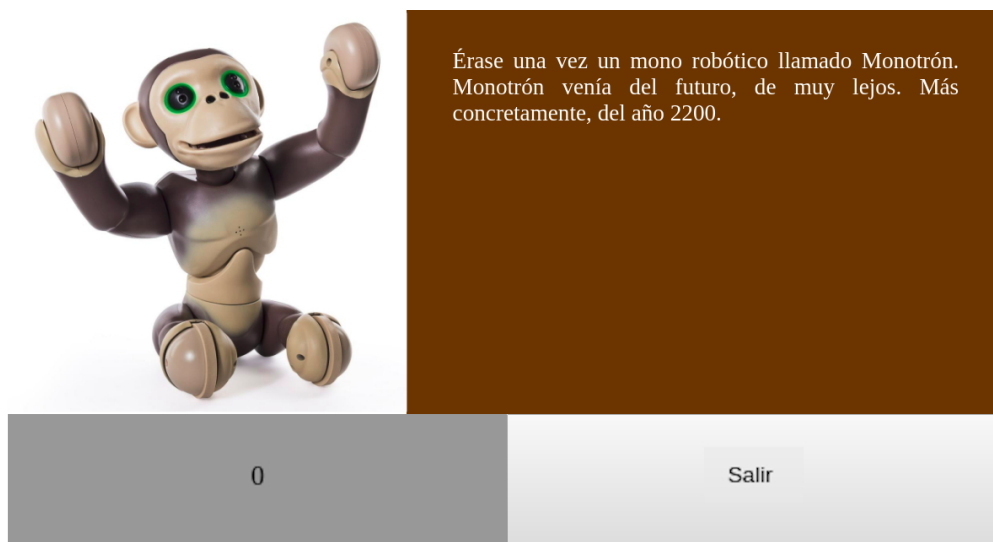 Érase una vez un mono robótico llamado Monotrón.
Monotrón venía del futuro, de muy lejos. Más
concretamente, del año 2200.
0
Salir